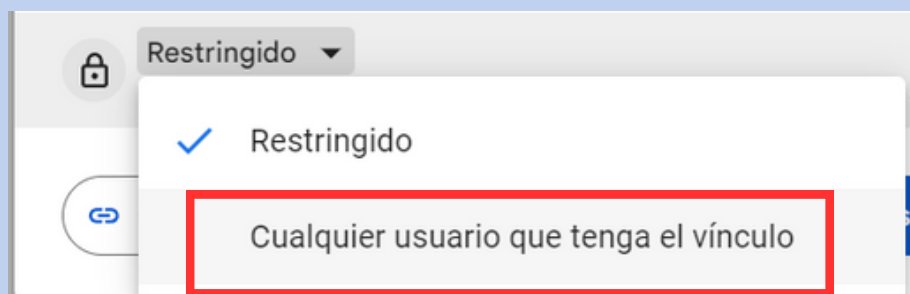 Restringido
Restringido
Cualquier usuario que tenga el vínculo